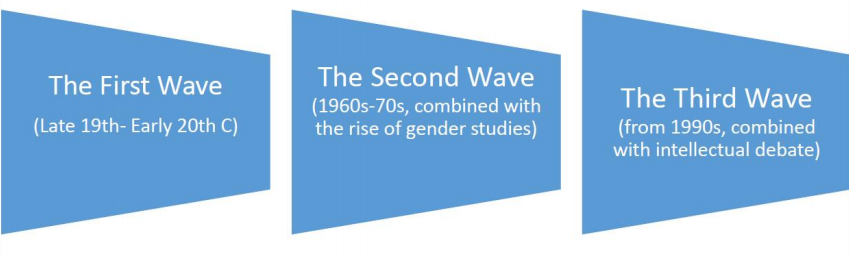 The First Wave
(Late 19th- Early 20th C)
The Second Wave
(1960s-70s, combined with
the rise of gender studies)
The Third Wave
(from 1990s, combined
with intellectual debate)